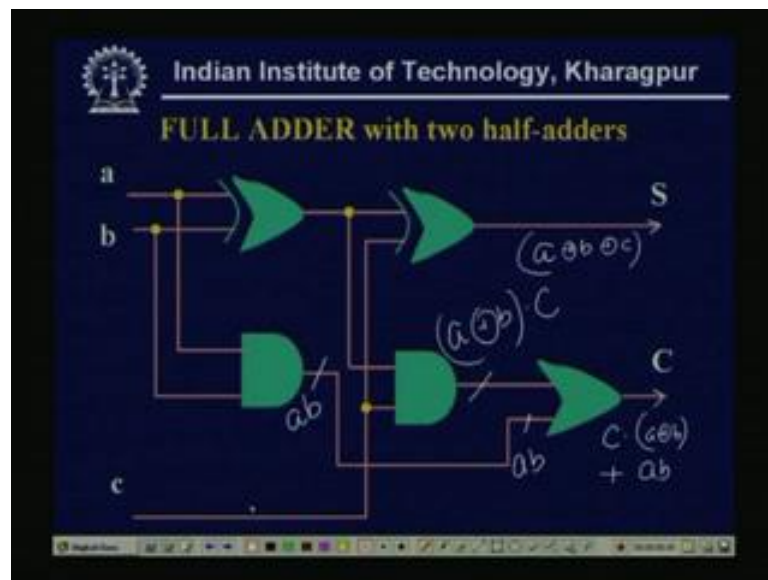 Indian Institute of Technology, Kharagpur
FULL ADDER with two half-adders
a
b
S
(a ⊕ b ⊕ c)
(a ⊕ b) · C
C
ab
ab
C · (a⊕b)
+ ab
c